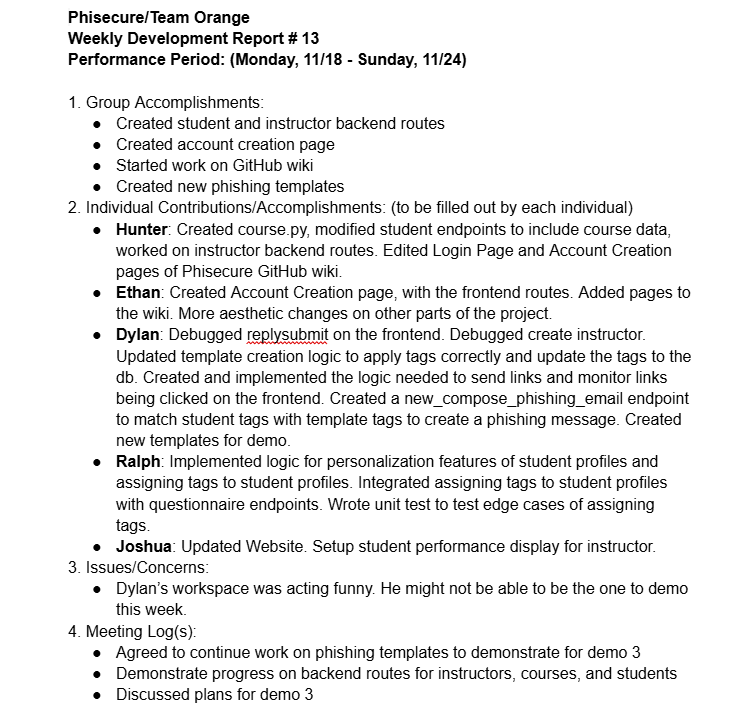 Phisecure/Team Orange
Weekly Development Report # 13
Performance Period: (Monday, 11/18 - Sunday, 11/24)
1. Group Accomplishments:
● Created student and instructor backend routes
● Created account creation page
● Started work on GitHub wiki
● Created new phishing templates
2. Individual Contributions/Accomplishments: (to be filled out by each individual)
● Hunter: Created course.py, modified student endpoints to include course data,
worked on instructor backend routes. Edited Login Page and Account Creation
pages of Phisecure GitHub wiki.
● Ethan: Created Account Creation page, with the frontend routes. Added pages to
the wiki. More aesthetic changes on other parts of the project.
● Dylan: Debugged replysubmit on the frontend. Debugged create instructor.
Updated template creation logic to apply tags correctly and update the tags to the
db. Created and implemented the logic needed to send links and monitor links
being clicked on the frontend. Created a new_compose_phishing_email endpoint
to match student tags with template tags to create a phishing message. Created
new templates for demo.
● Ralph: Implemented logic for personalization features of student profiles and
assigning tags to student profiles. Integrated assigning tags to student profiles
with questionnaire endpoints. Wrote unit test to test edge cases of assigning
tags.
● Joshua: Updated Website. Setup student performance display for instructor.
3. Issues/Concerns:
● Dylan’s workspace was acting funny. He might not be able to be the one to demo
this week.
4. Meeting Log(s):
● Agreed to continue work on phishing templates to demonstrate for demo 3
● Demonstrate progress on backend routes for instructors, courses, and students
● Discussed plans for demo 3